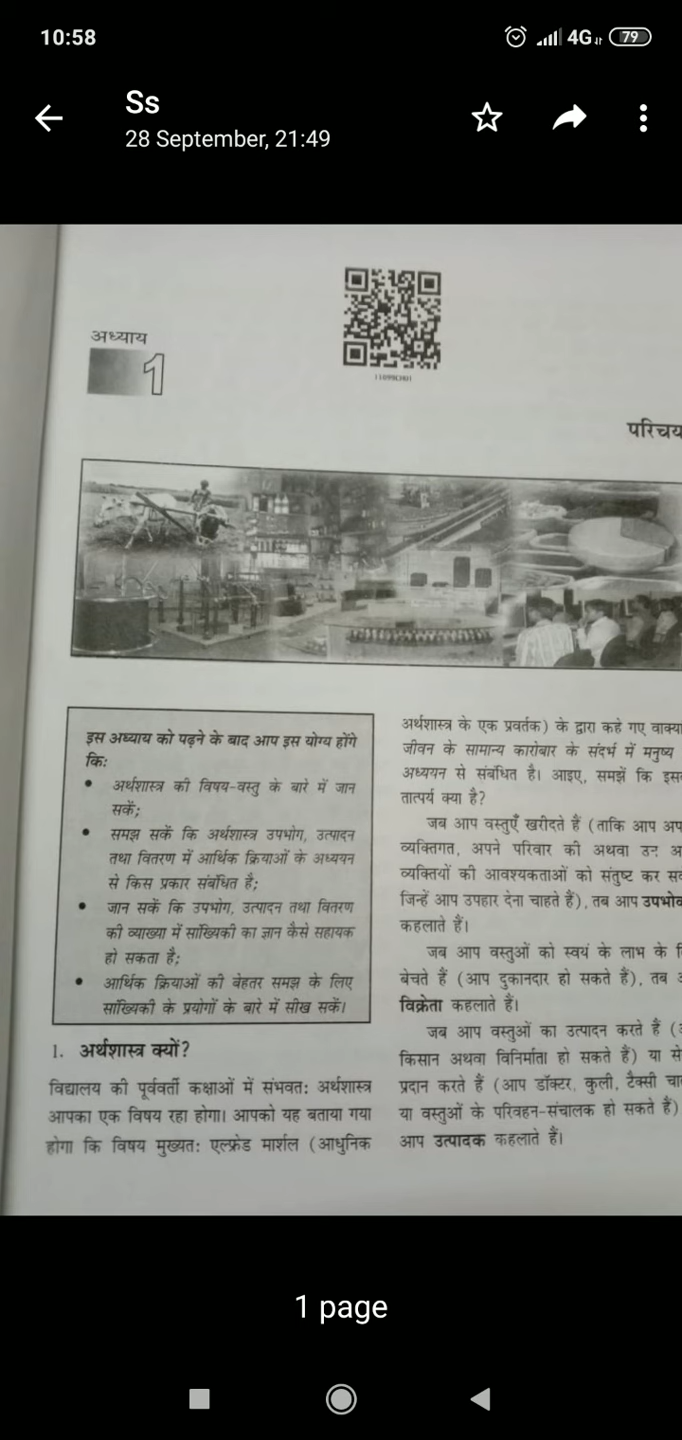 10:58
4G
79
Ss
28 September, 21:49
अध्याय
1
परिचय
इस अध्याय को पढ़ने के बाद आप इस योग्य होंगे
कि:
• अर्थशास्त्र की विषय-वस्तु के बारे में जान
सकें;
• समझ सकें कि अर्थशास्त्र उपभोग, उत्पादन
तथा वितरण में आर्थिक क्रियाओं के अध्ययन
से किस प्रकार संबंधित है;
• जान सकें कि उपभोग, उत्पादन तथा वितरण
की व्याख्या में सांख्यिकी का ज्ञान कैसे सहायक
हो सकता है;
• आर्थिक क्रियाओं की बेहतर समझ के लिए
सांख्यिकी के प्रयोगों के बारे में सीख सकें।
1. अर्थशास्त्र क्यों?
विद्यालय की पूर्ववर्ती कक्षाओं में संभवत: अर्थशास्त्र
आपका एक विषय रहा होगा। आपको यह बताया गया
होगा कि विषय मुख्यत: एल्फ्रेड मार्शल (आधुनिक
अर्थशास्त्र के एक प्रवर्तक) के द्वारा कहे गए वाक्या
जीवन के सामान्य कारोबार के संदर्भ में मनुष्य
अध्ययन से संबंधित है। आइए, समझें कि इस
तात्पर्य क्या है?
जब आप वस्तुएँ खरीदते हैं (ताकि आप अप
व्यक्तिगत, अपने परिवार की अथवा उन अ
व्यक्तियों की आवश्यकताओं को संतुष्ट कर स
जिन्हें आप उपहार देना चाहते हैं), तब आप उपभो
कहलाते हैं।
जब आप वस्तुओं को स्वयं के लाभ के
बेचते हैं (आप दुकानदार हो सकते हैं), तब
विक्रेता कहलाते हैं।
जब आप वस्तुओं का उत्पादन करते हैं (
किसान अथवा विनिर्माता हो सकते हैं) या से
प्रदान करते हैं (आप डॉक्टर, कुली, टैक्सी चा
या वस्तुओं के परिवहन-संचालक हो सकते हैं)
आप उत्पादक कहलाते हैं।
1 page